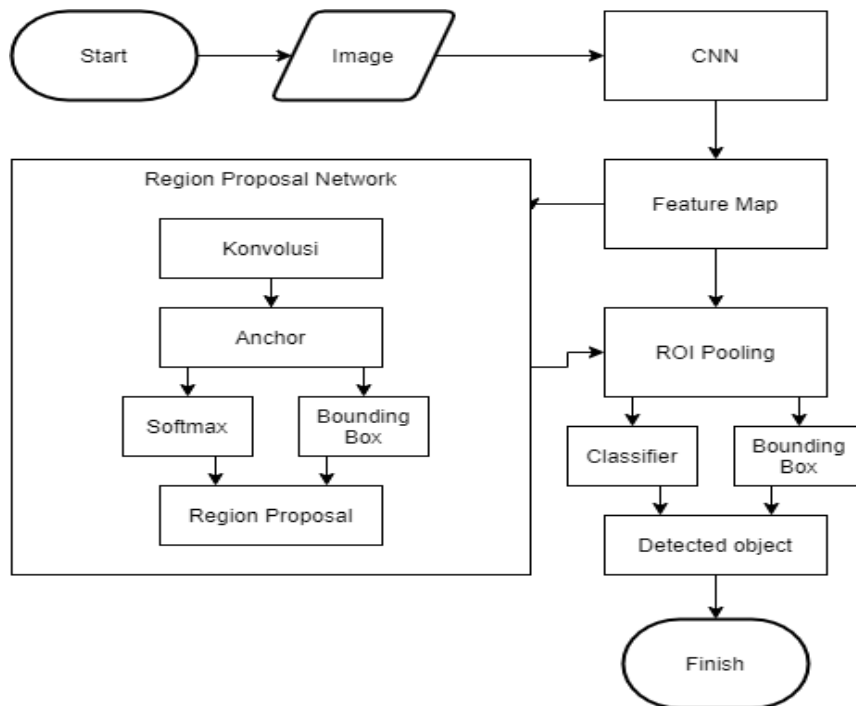 Start
Image
CNN
Region Proposal Network
Feature Map
Konvolusi
Anchor
ROI Pooling
Softmax
Bounding
Box
Classifier
Bounding
Box
Region Proposal
Detected object
Finish